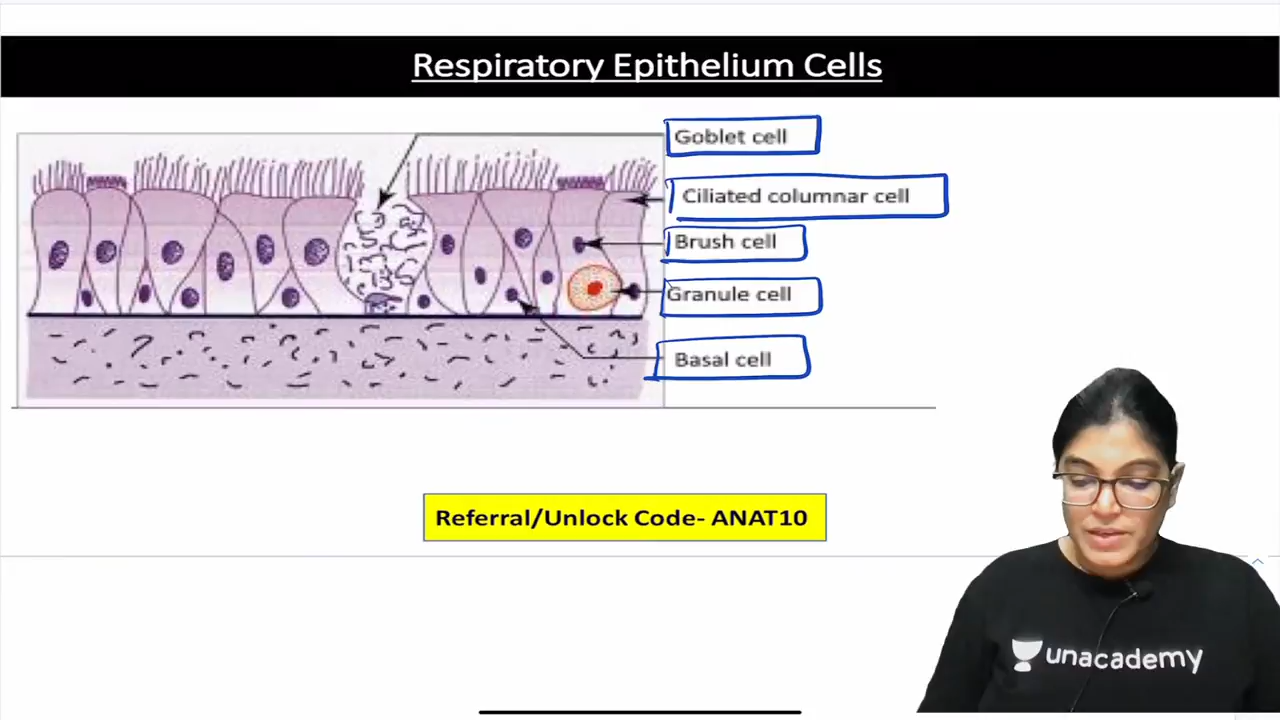 Respiratory Epithelium Cells
Goblet cell
Ciliated columnar cell
Brush cell
Granule cell
Basal cell
Referral/Unlock Code- ANAT10
unacademy